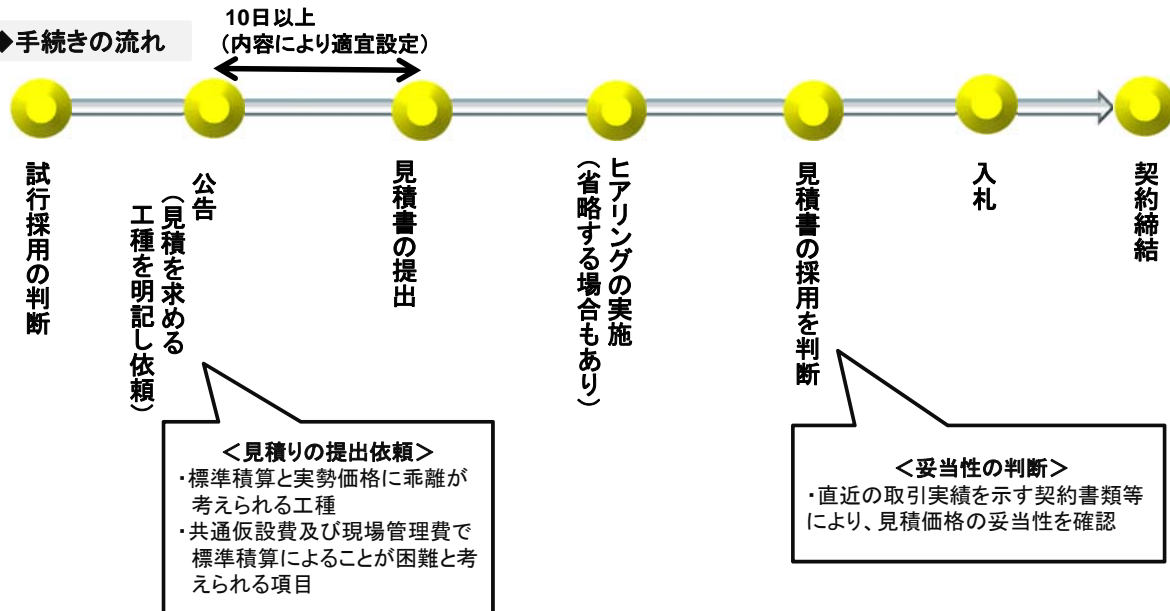 ◆手続きの流れ
10日以上
(内容により適宜設定)
試行採用の判断
公告
(見積を求める
工種を明記し依頼)
見積書の提出
ヒアリングの実施
(省略する場合もあり)
見積書の採用を判断
入札
契約締結
<見積りの提出依頼>
・標準積算と実勢価格に乖離が
考えられる工種
・共通仮設費及び現場管理費で
標準積算によることが困難と考
えられる項目
<妥当性の判断>
・直近の取引実績を示す契約書類等
により、見積価格の妥当性を確認